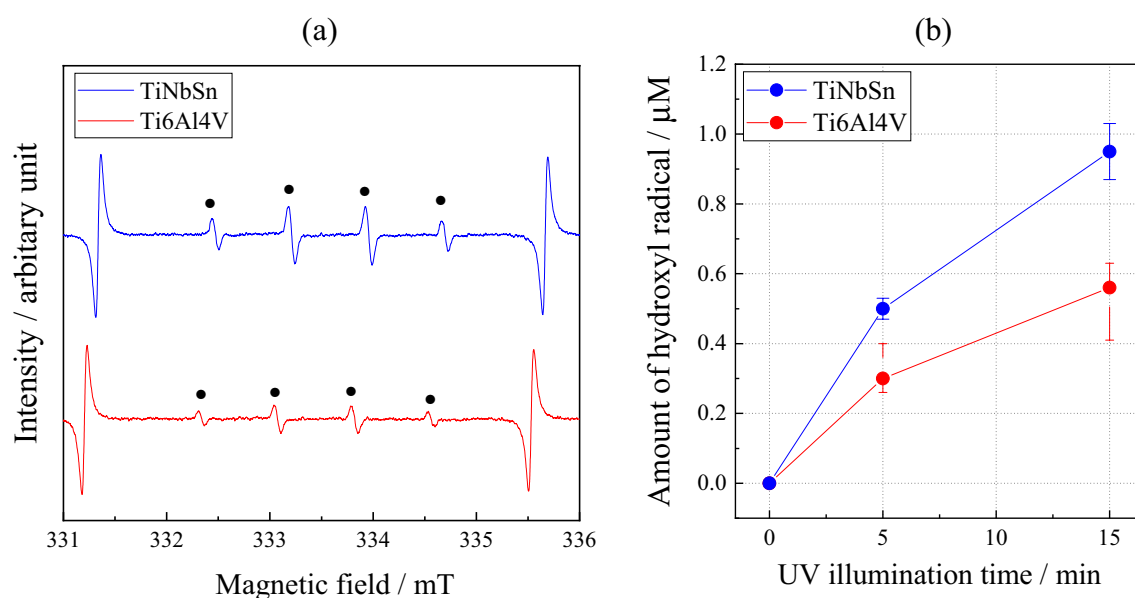 (a)
TiNbSn
Ti6Al4V
Intensity / arbitary unit
331
332
333
334
335
336
Magnetic field / mT
(b)
TiNbSn
Ti6Al4V
Amount of hydroxyl radical / μM
1.2
1.0
0.8
0.6
0.4
0.2
0.0
0
5
10
15
UV illumination time / min